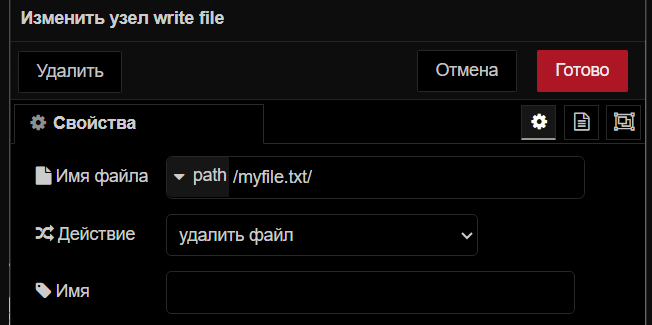 Изменить узел write file
Удалить
Отмена
Готово
Свойства
Имя файла
path /myfile.txt/
Действие
удалить файл
Имя